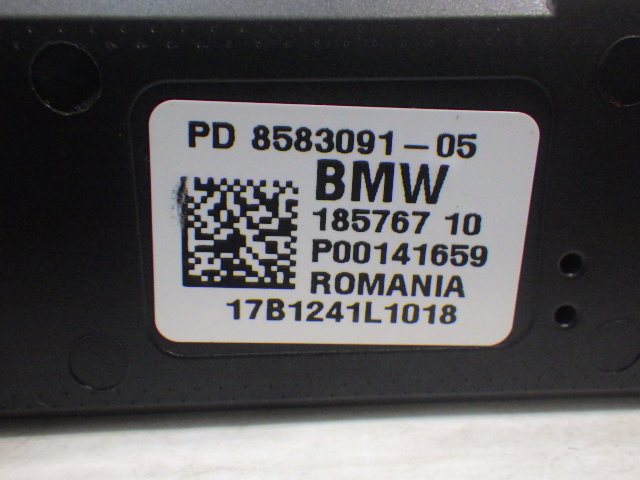 PD 8583091-05
BMW
185767 10
P00141659
ROMANIA
17B1241L1018